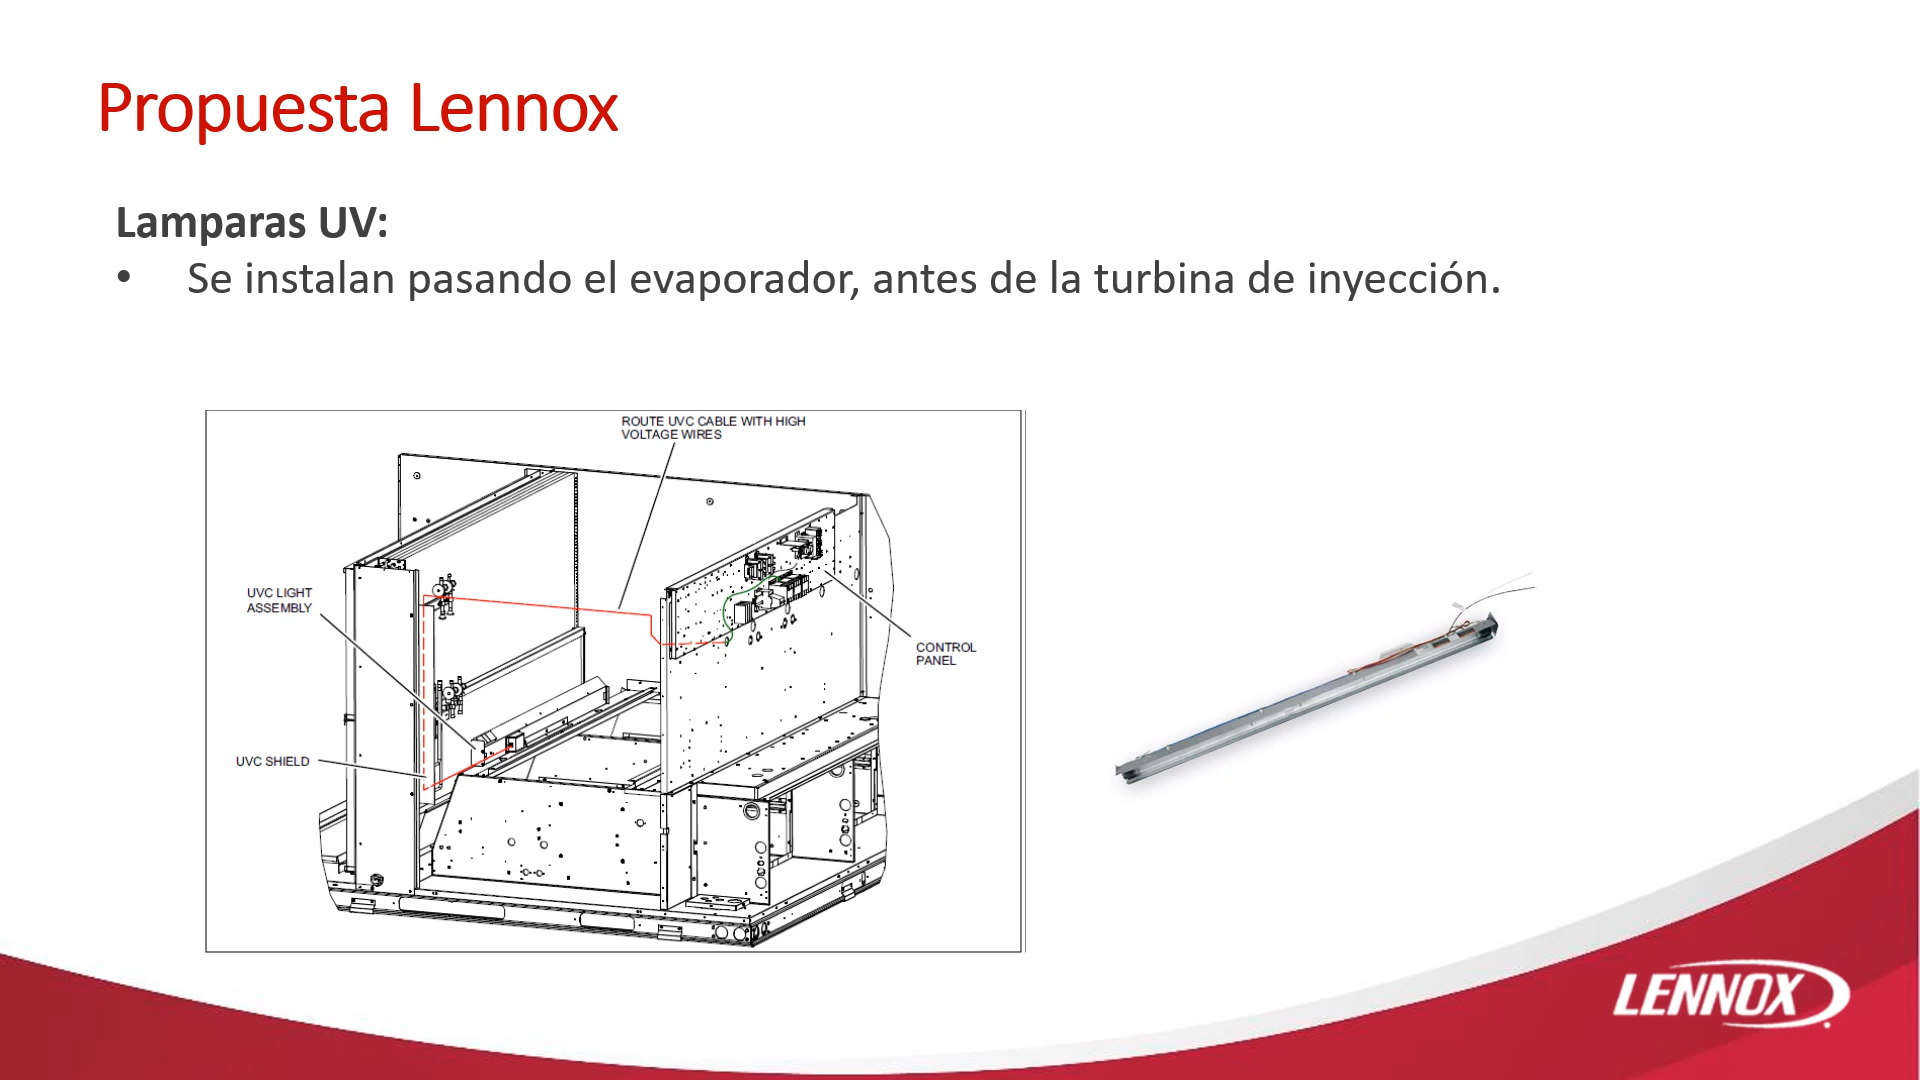 Propuesta Lennox
Lamparas UV:
• Se instalan pasando el evaporador, antes de la turbina de inyección.
ROUTE UVC CABLE WITH HIGH
VOLTAGE WIRES
UVC LIGHT
ASSEMBLY
CONTROL
PANEL
UVC SHIELD
LENNOX